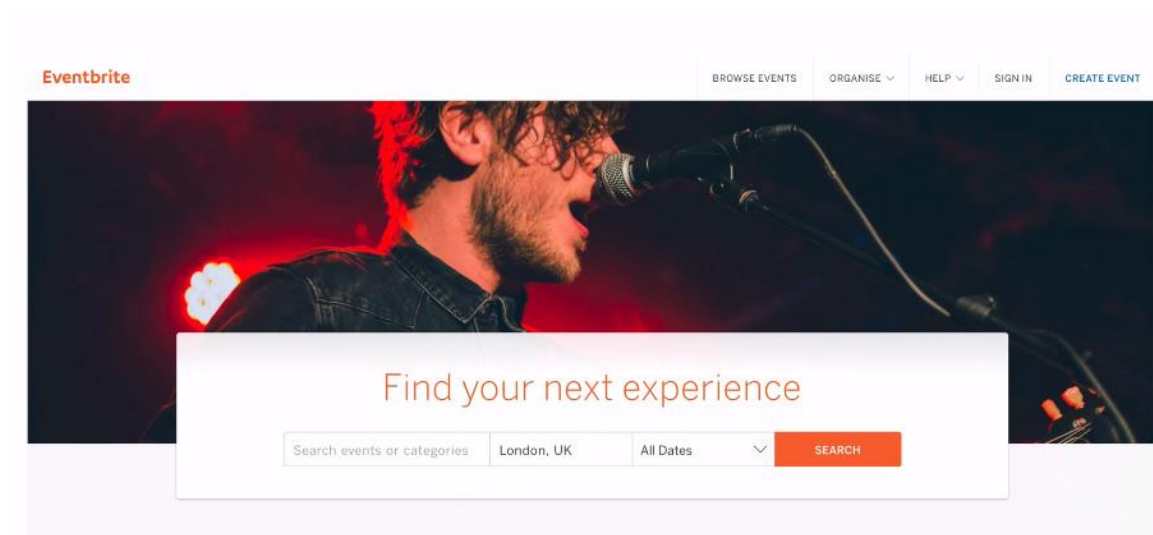 Eventbrite
BROWSE EVENTS ORGANISE HELP SIGN IN CREATE EVENT
Find your next experience
Search events or categories London, UK All Dates SEARCH